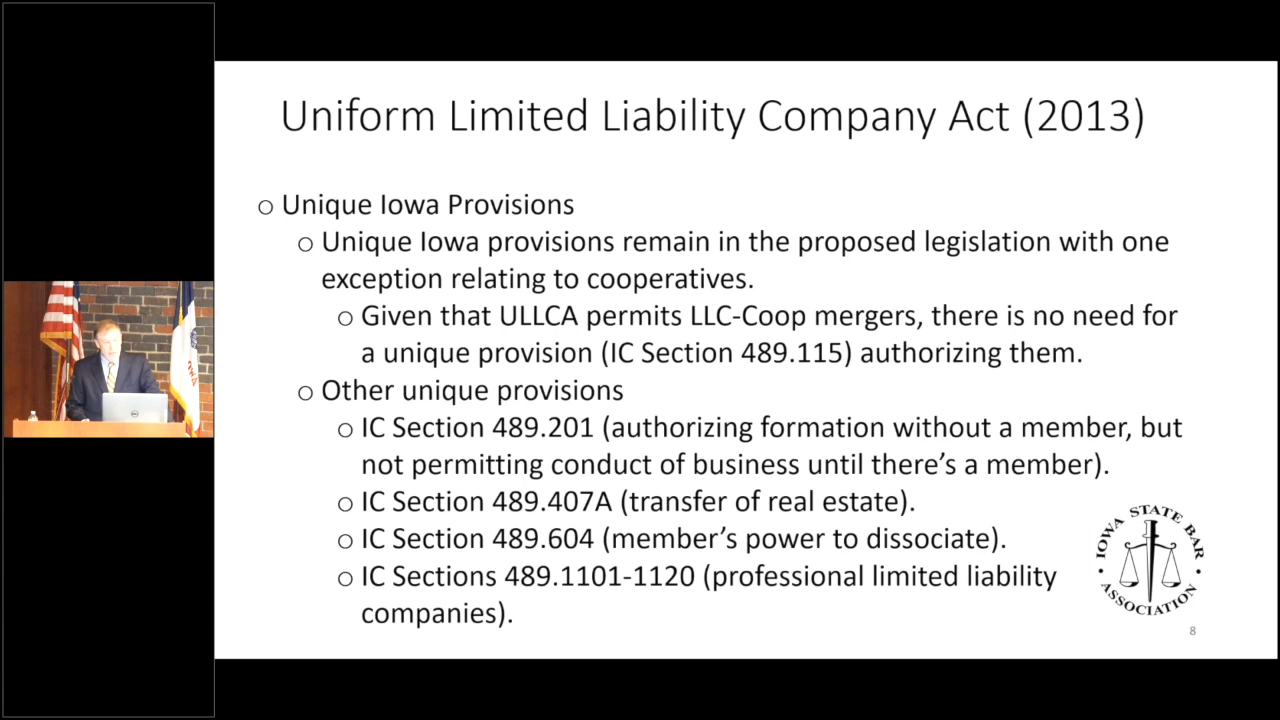 Uniform Limited Liability Company Act (2013)
o Unique Iowa Provisions
o Unique Iowa provisions remain in the proposed legislation with one
exception relating to cooperatives.
o Given that ULLCA permits LLC-Coop mergers, there is no need for
a unique provision (IC Section 489.115) authorizing them.
o Other unique provisions
o IC Section 489.201 (authorizing formation without a member, but
not permitting conduct of business until there's a member).
o IC Section 489.407A (transfer of real estate).
o IC Section 489.604 (member's power to dissociate).
o IC Sections 489.1101-1120 (professional limited liability
companies).
IOWA STATE BAR
• ASSOCIATION •
8